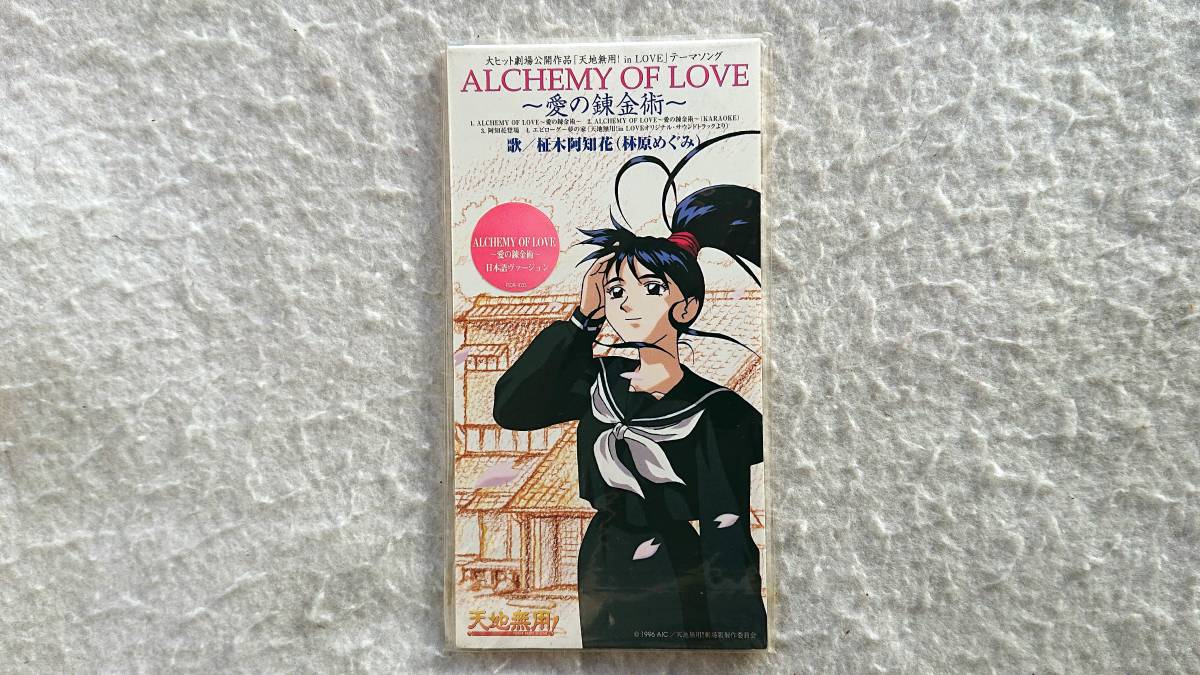 大ヒット劇場公開作品「天地無用! in LOVE」テーマソング
ALCHEMY OF LOVE
～愛の錬金術～
1. ALCHEMY OF LOVE～愛の錬金術～ 2. ALCHEMY OF LOVE～愛の錬金術～(KARAOKE)
3. 阿知花登場 4. エピローグー夢の家(天地無用!in LOVEオリジナル・サウンドトラックより)
歌／柾木阿知花(林原めぐみ)
ALCHEMY OF LOVE
～愛の錬金術～
日本語ヴァージョン
天地無用!
© 1996 AIC／天地無用!劇場版製作委員会